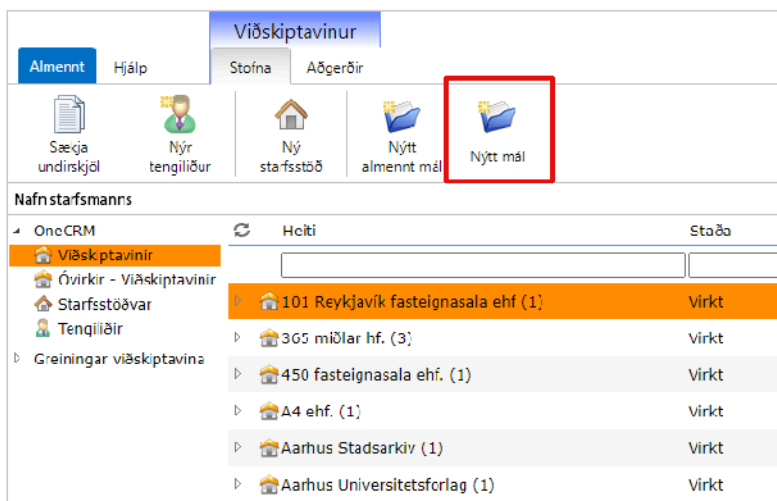 Viðskiptavinur
Almennt Hjálp Stofna Aðgerðir
Sækja undirskjöl
Nýr tengiliður
Ný starfsstöð
Nýtt almennt mál
Nýtt mál
Nafn starfsmanns
OneCRM
Viðskiptavinir
Óvirkir - Viðskiptavinir
Starfsstöðvar
Tengiliðir
Greiningar viðskiptavina
Heiti Staða
101 Reykjavík fasteignasala ehf (1) Virkt
365 miðlar hf. (3) Virkt
450 fasteignasala ehf. (1) Virkt
A4 ehf. (1) Virkt
Aarhus Stadsarkiv (1) Virkt
Aarhus Universitetsforlag (1) Virkt